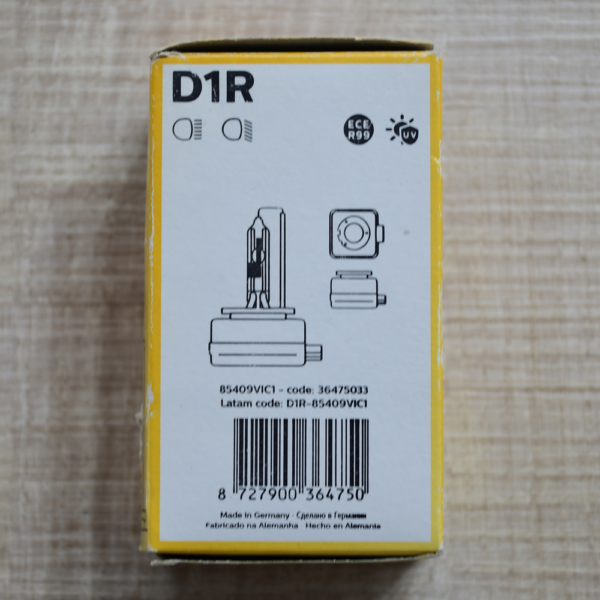 D1R
ECE
R99
UV
85409VIC1 - code: 36475033
Latam code: D1R-85409VIC1
8 727900 364750
Made in Germany · Сделано в Германии
Fabricado na Alemanha · Hecho en Alemania